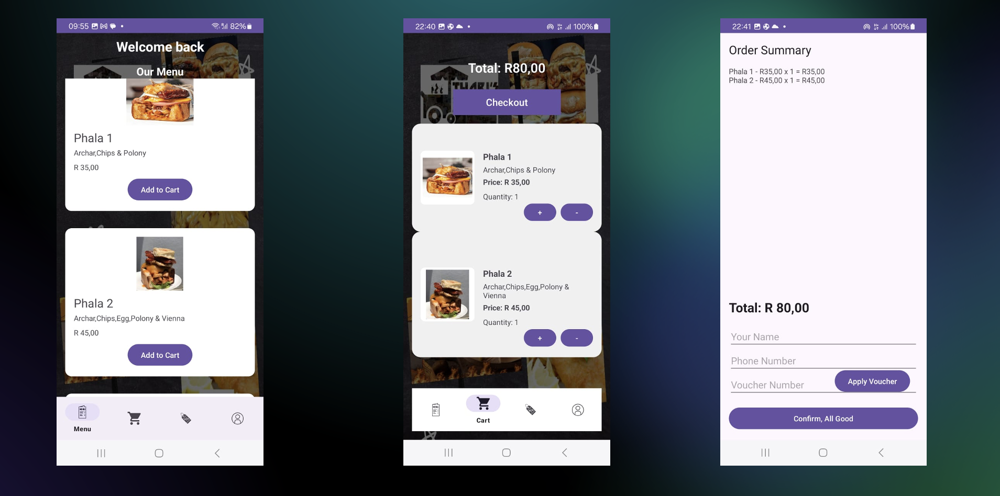 09:55
82%
Welcome back
Our Menu
Phala 1
Archar,Chips & Polony
R 35,00
Add to Cart
Phala 2
Archar,Chips,Egg,Polony & Vienna
R 45,00
Add to Cart
MENU
Menu
22:40
100%
Total: R80,00
THABI'S
Checkout
Phala 1
Archar,Chips & Polony
Price: R 35,00
Quantity: 1
+ -
Phala 2
Archar,Chips,Egg,Polony &
Vienna
Price: R 45,00
Quantity: 1
+ -
MENU
Cart
22:41
100%
Order Summary
Phala 1 - R35,00 x 1 = R35,00
Phala 2 - R45,00 x 1 = R45,00
Total: R 80,00
Your Name
Phone Number
Voucher Number
Apply Voucher
Confirm, All Good